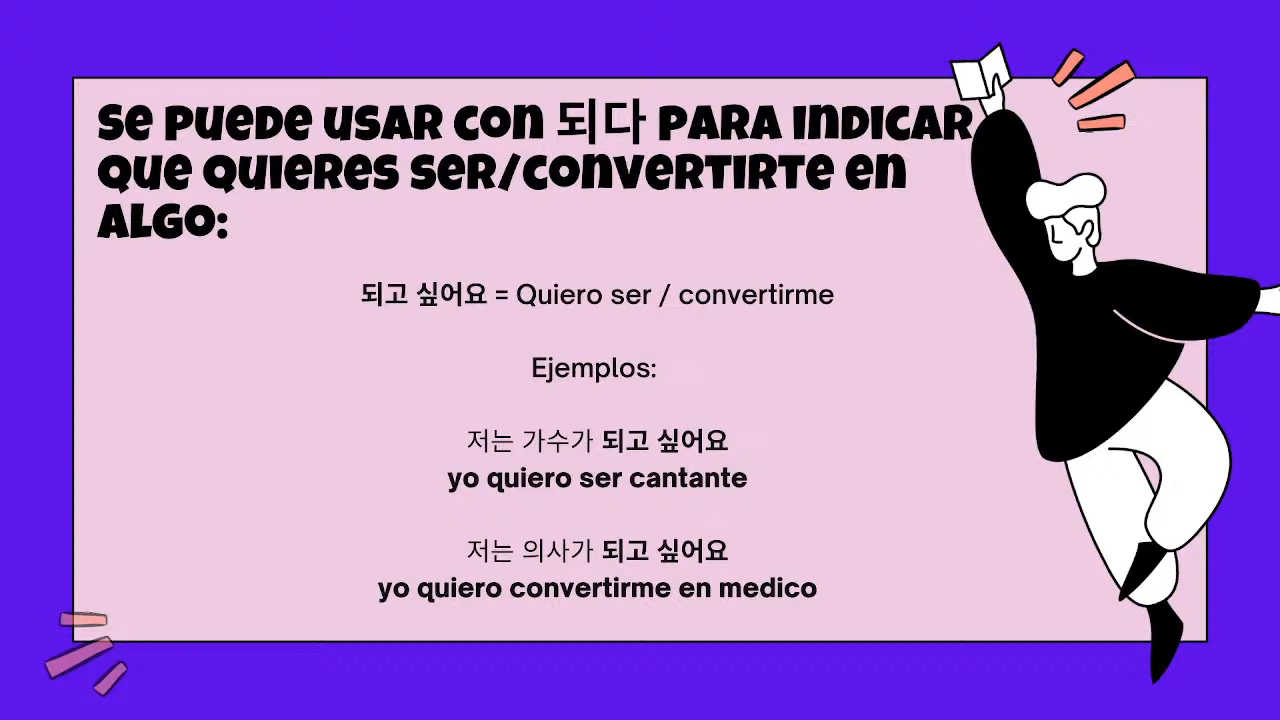 Se puede usar con 되다 para indicar
que quieres ser/convertirte en
algo:
되고 싶어요 = Quiero ser / convertirme
Ejemplos:
저는 가수가 되고 싶어요
yo quiero ser cantante
저는 의사가 되고 싶어요
yo quiero convertirme en medico